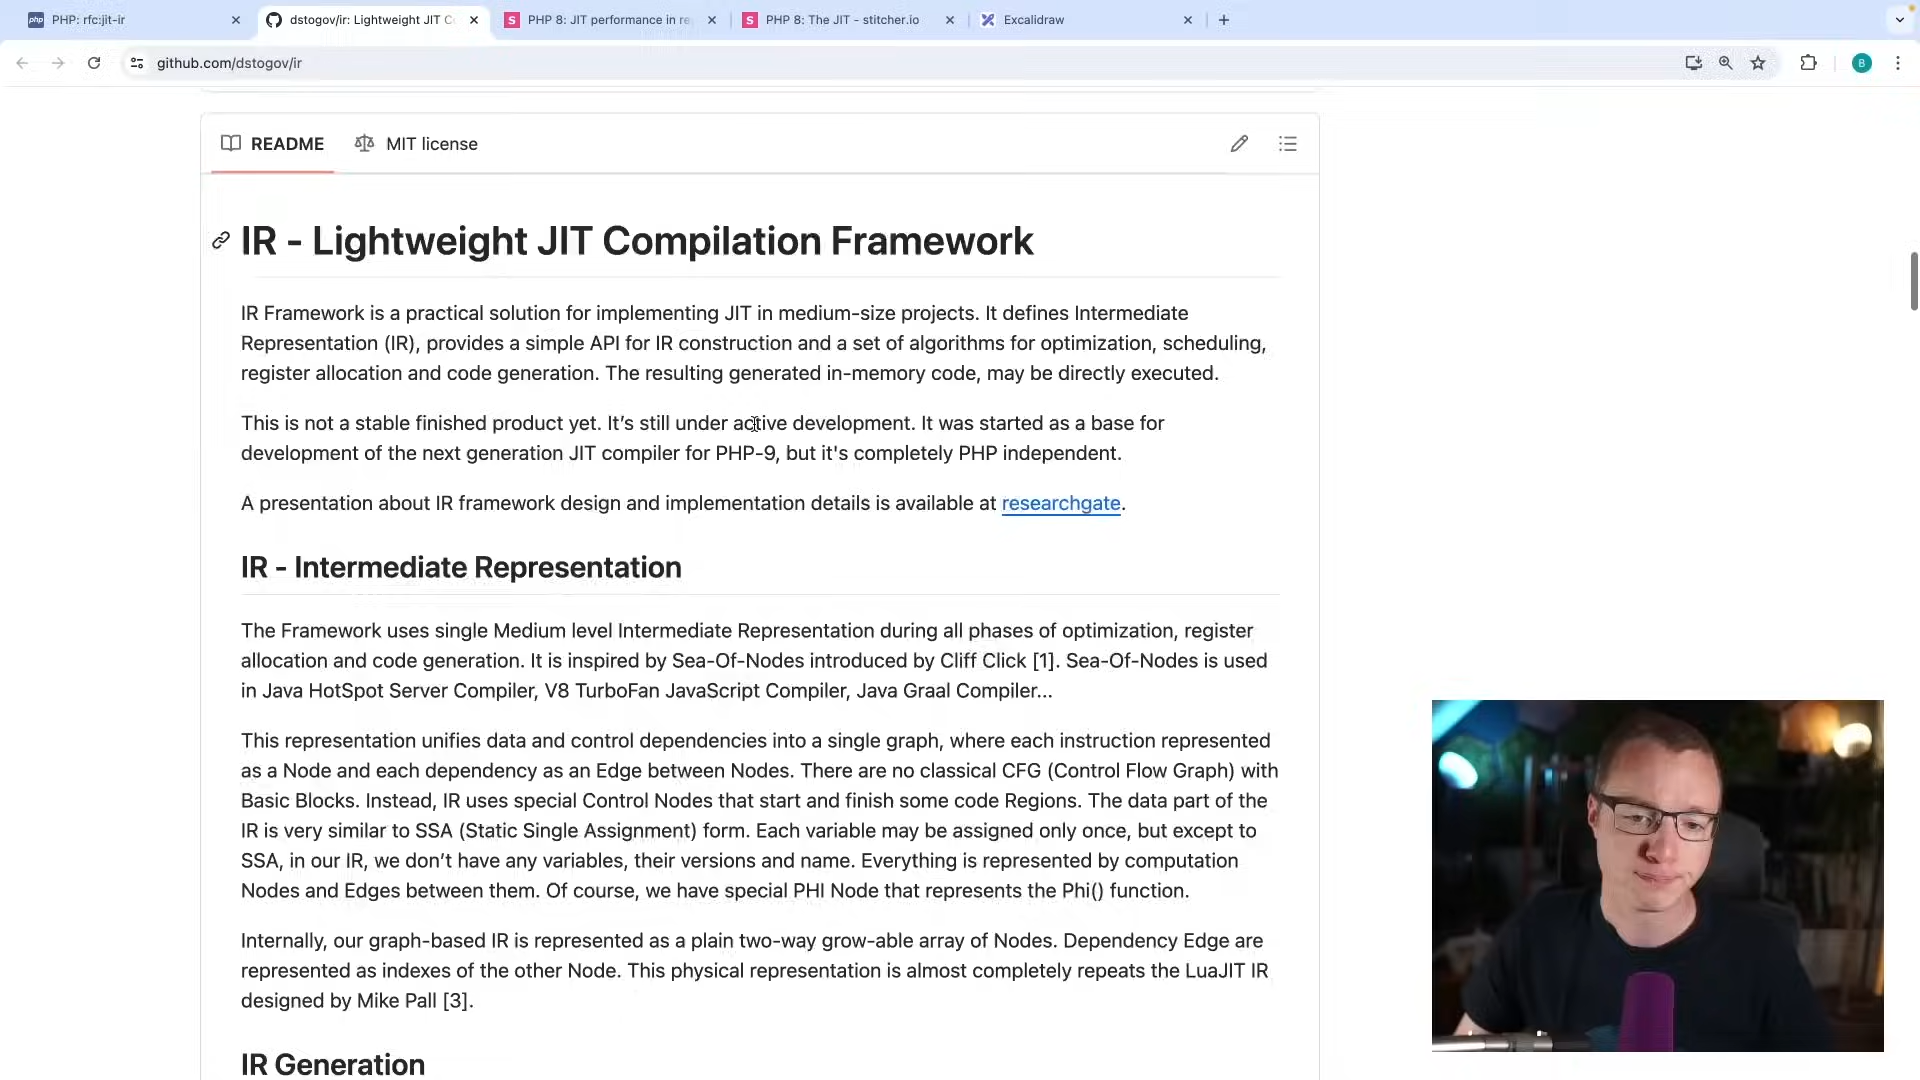 PHP: rfc:jit-ir
dstogov/ir: Lightweight JIT C
PHP 8: JIT performance in re
PHP 8: The JIT - stitcher.io
Excalidraw
github.com/dstogov/ir
B
README
MIT license
IR - Lightweight JIT Compilation Framework
IR Framework is a practical solution for implementing JIT in medium-size projects. It defines Intermediate
Representation (IR), provides a simple API for IR construction and a set of algorithms for optimization, scheduling,
register allocation and code generation. The resulting generated in-memory code, may be directly executed.
This is not a stable finished product yet. It’s still under active development. It was started as a base for
development of the next generation JIT compiler for PHP-9, but it's completely PHP independent.
A presentation about IR framework design and implementation details is available at researchgate.
IR - Intermediate Representation
The Framework uses single Medium level Intermediate Representation during all phases of optimization, register
allocation and code generation. It is inspired by Sea-Of-Nodes introduced by Cliff Click [1]. Sea-Of-Nodes is used
in Java HotSpot Server Compiler, V8 TurboFan JavaScript Compiler, Java Graal Compiler...
This representation unifies data and control dependencies into a single graph, where each instruction represented
as a Node and each dependency as an Edge between Nodes. There are no classical CFG (Control Flow Graph) with
Basic Blocks. Instead, IR uses special Control Nodes that start and finish some code Regions. The data part of the
IR is very similar to SSA (Static Single Assignment) form. Each variable may be assigned only once, but except to
SSA, in our IR, we don’t have any variables, their versions and name. Everything is represented by computation
Nodes and Edges between them. Of course, we have special PHI Node that represents the Phi() function.
Internally, our graph-based IR is represented as a plain two-way grow-able array of Nodes. Dependency Edge are
represented as indexes of the other Node. This physical representation is almost completely repeats the LuaJIT IR
designed by Mike Pall [3].
IR Generation